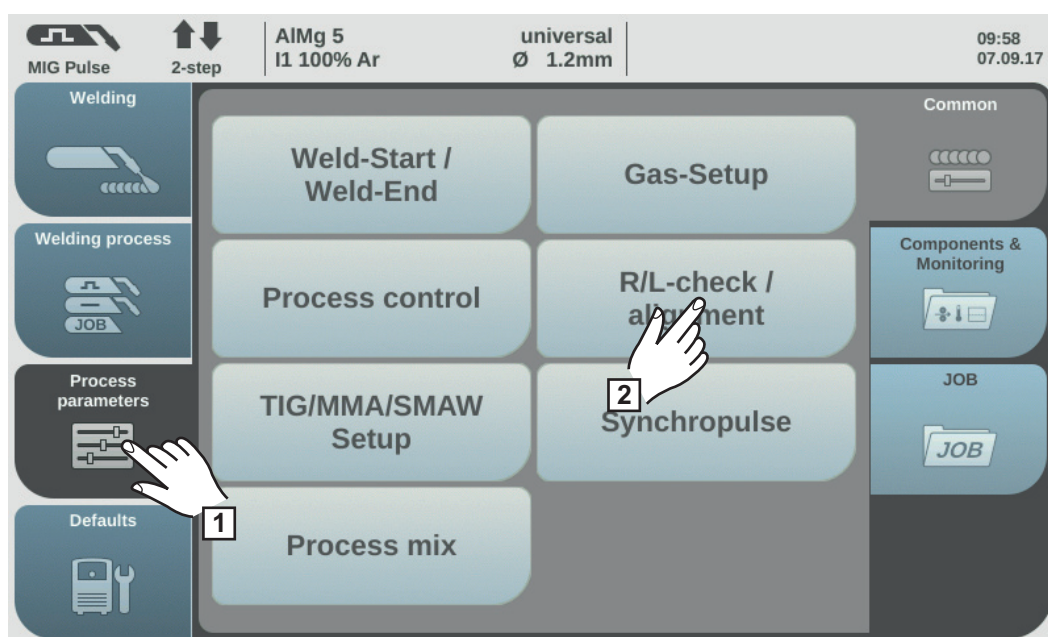 MIG Pulse
2-step
AlMg 5
I1 100% Ar
universal
Ø 1.2mm
09:58
07.09.17
Welding
Welding process
JOB
Process
parameters
1
Defaults
Weld-Start /
Weld-End
Gas-Setup
Process control
R/L-check /
alignment
2
TIG/MMA/SMAW
Setup
Synchropulse
Process mix
Common
Components &
Monitoring
JOB
JOB